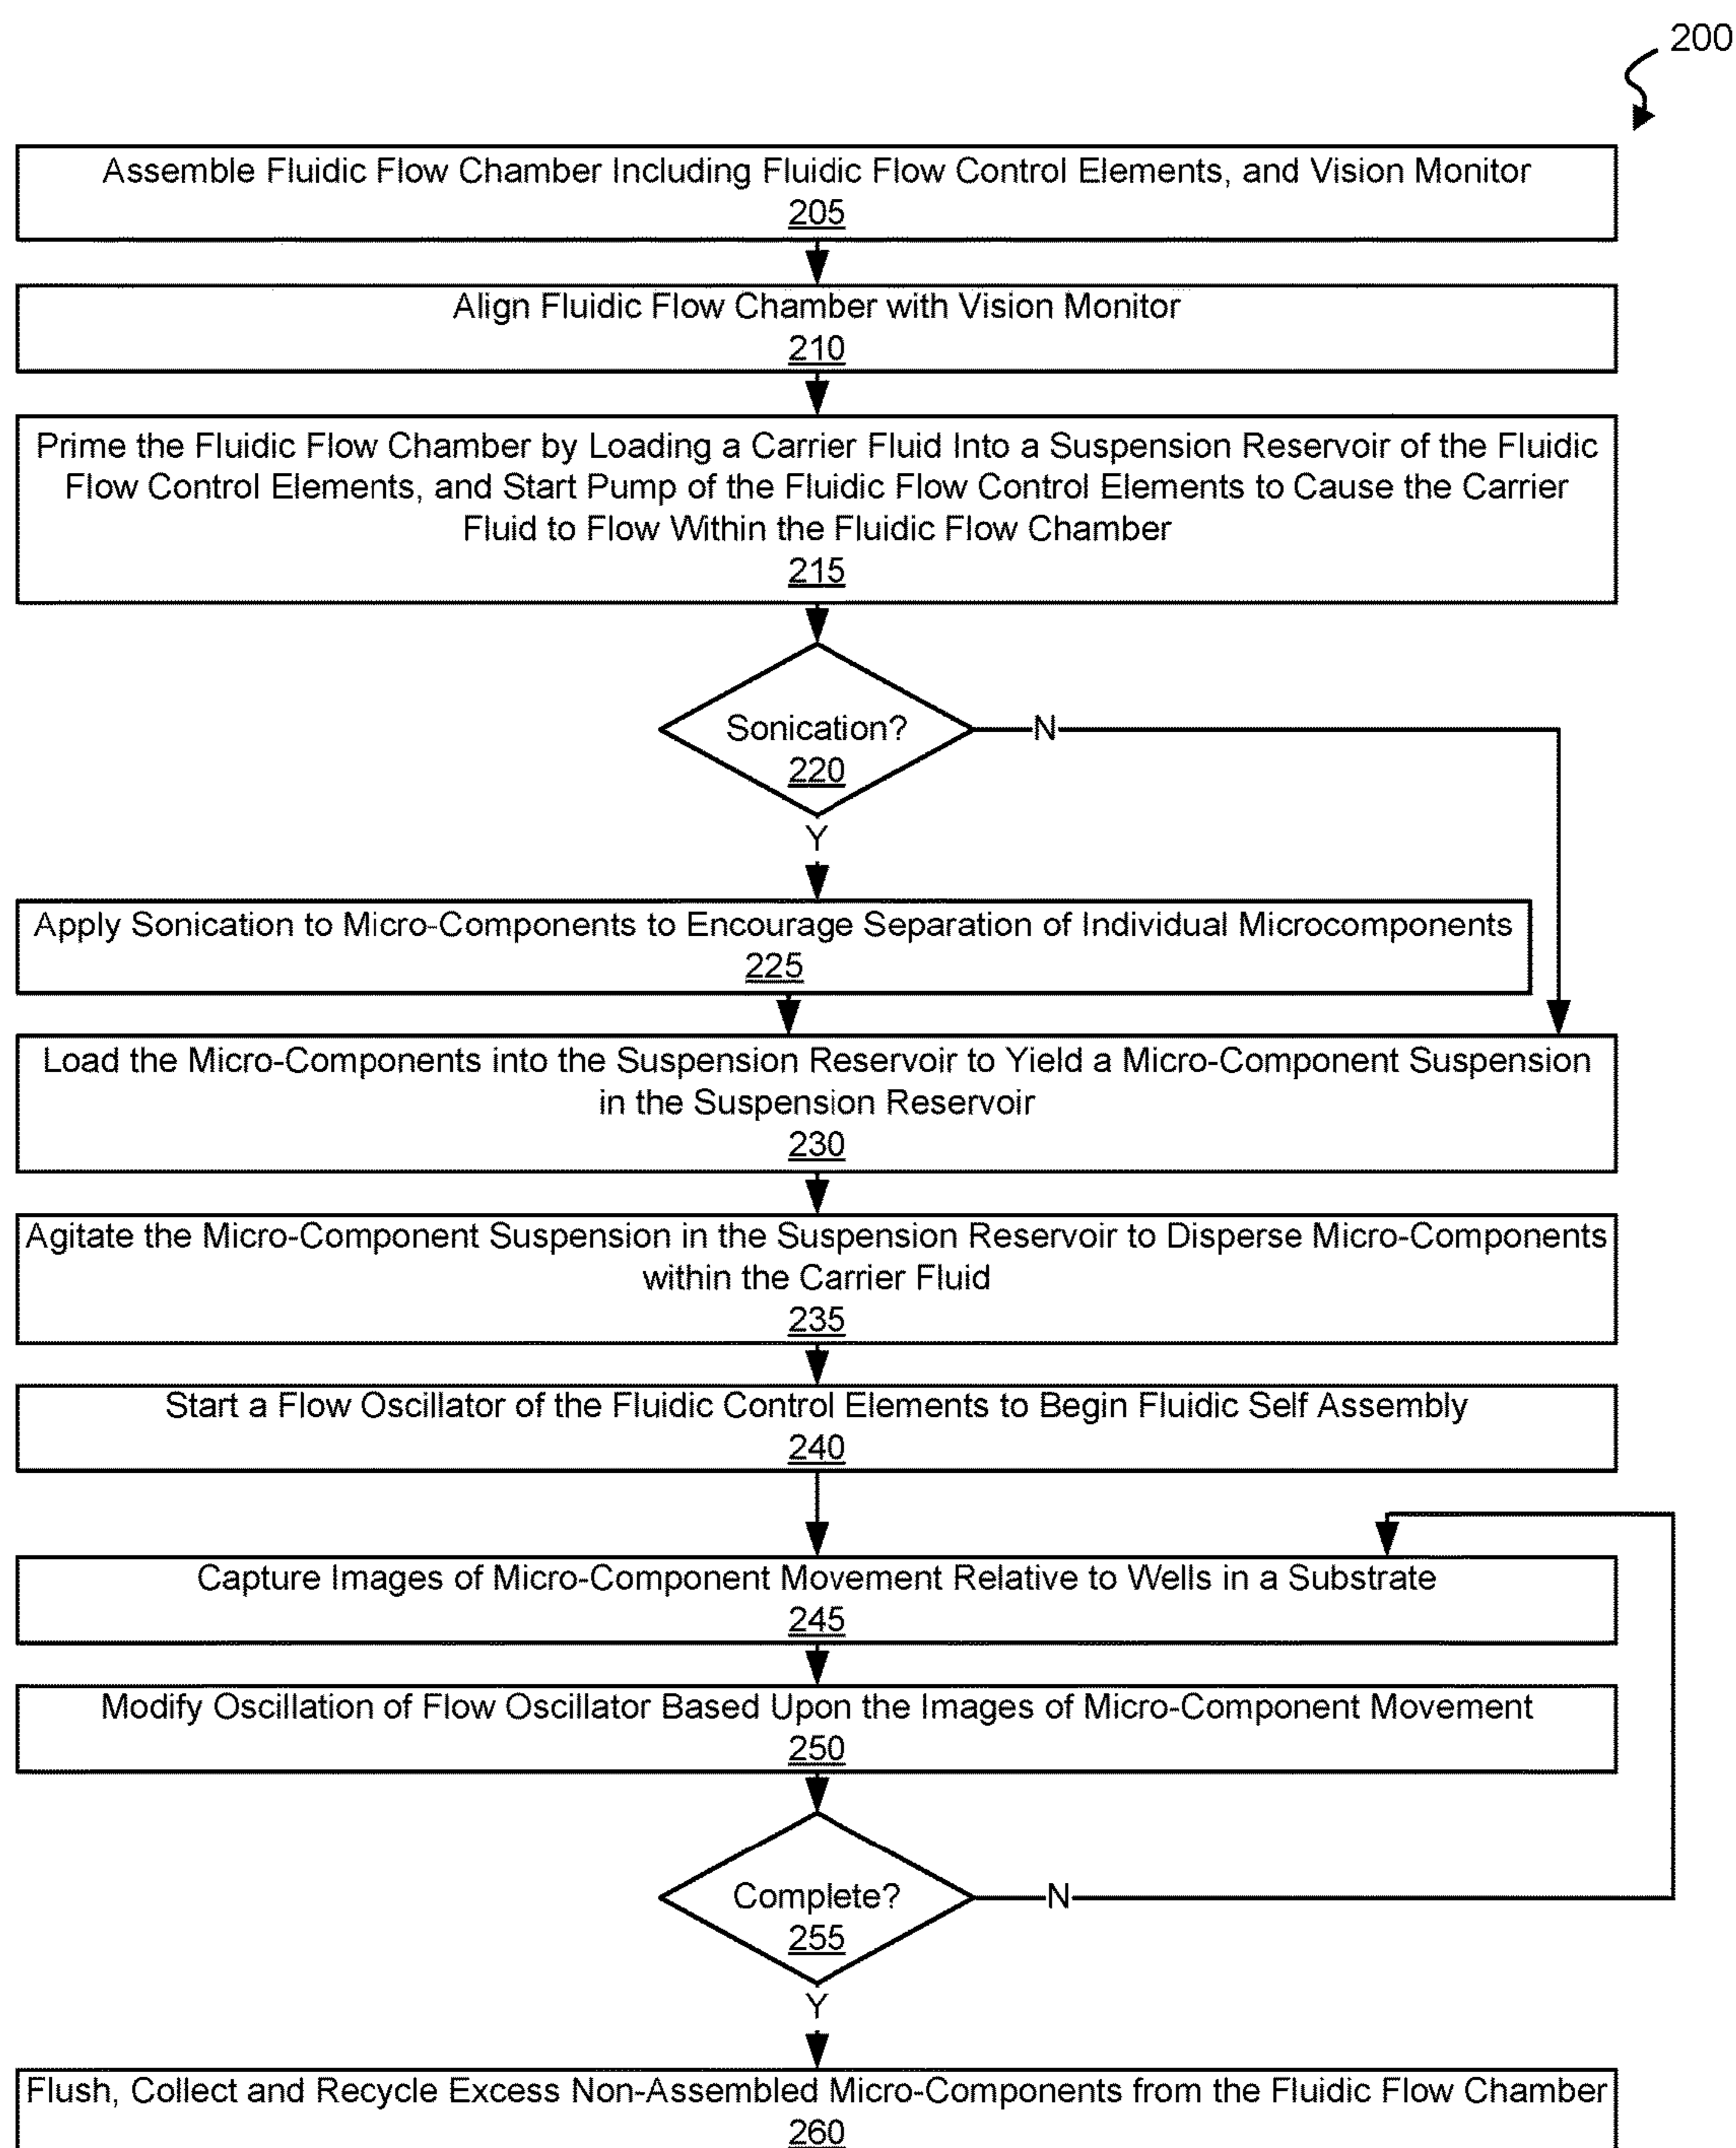 200
Assemble Fluidic Flow Chamber Including Fluidic Flow Control Elements, and Vision Monitor
205
Align Fluidic Flow Chamber with Vision Monitor
210
Prime the Fluidic Flow Chamber by Loading a Carrier Fluid Into a Suspension Reservoir of the Fluidic
Flow Control Elements, and Start Pump of the Fluidic Flow Control Elements to Cause the Carrier
Fluid to Flow Within the Fluidic Flow Chamber
215
Sonication?
220
N
Y
Apply Sonication to Micro-Components to Encourage Separation of Individual Microcomponents
225
Load the Micro-Components into the Suspension Reservoir to Yield a Micro-Component Suspension
in the Suspension Reservoir
230
Agitate the Micro-Component Suspension in the Suspension Reservoir to Disperse Micro-Components
within the Carrier Fluid
235
Start a Flow Oscillator of the Fluidic Control Elements to Begin Fluidic Self Assembly
240
Capture Images of Micro-Component Movement Relative to Wells in a Substrate
245
Modify Oscillation of Flow Oscillator Based Upon the Images of Micro-Component Movement
250
Complete?
255
N
Y
Flush, Collect and Recycle Excess Non-Assembled Micro-Components from the Fluidic Flow Chamber
260